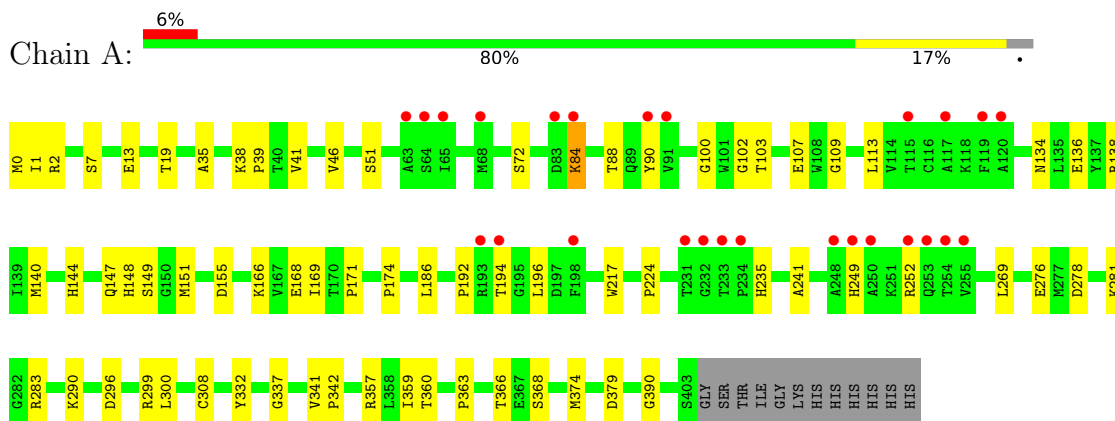 6%
Chain A:
80% 17% •
M0 I1 R2 S7 E13 T19 A35 K38 P39 T40 V41 V46 S51 A63 S64 I65 M68 S72 D83 K84 T88 Q89 Y90 V91 G100 W101 G102 T103 E107 W108 G109 L113 V114 T115 C116 A117 K118 F119 A120 N134 L135 E136 Y137
I139 M140 H144 Q147 H148 S149 G150 M151 D155 K166 V167 E168 I169 T170 P171 P174 L186 P192 R193 T194 G195 L196 D197 F198 W217 P224 T231 G232 T233 P234 H235 A241 A248 H249 A250 K251 R252 Q253 T254 V255 L269 E276 M277 D278 K281
G282 R283 K290 D296 R299 L300 C308 Y332 G337 V341 P342 R357 L358 I359 T360 P363 T366 E367 S368 M374 D379 G390 S403 GLY SER THR ILE GLY LYS HIS HIS HIS HIS HIS HIS